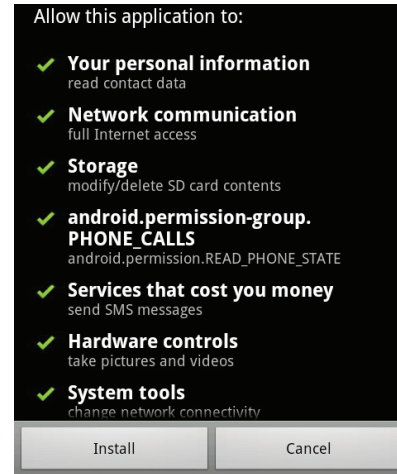 Allow this application to:
Your personal information
read contact data
Network communication
full Internet access
Storage
modify/delete SD card contents
android.permission-group.
PHONE_CALLS
android.permission.READ_PHONE_STATE
Services that cost you money
send SMS messages
Hardware controls
take pictures and videos
System tools
change network connectivity
Install
Cancel